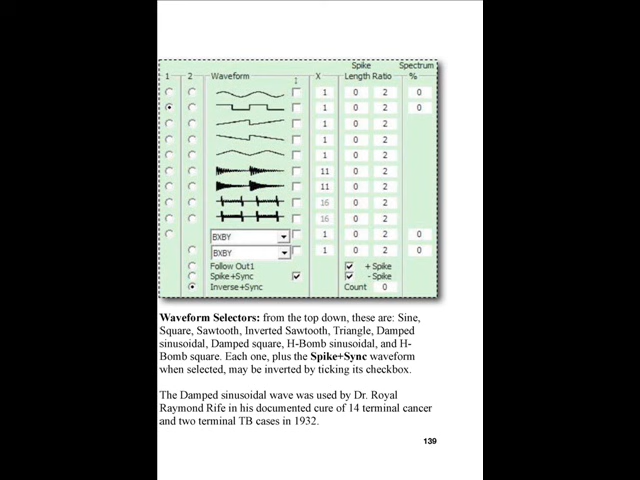 Spike Spectrum
1 2 Waveform X Length Ratio %
1 0 2 0
1 0 2 0
1 0 2
1 0 2
1 0 2
11 0 2
11 0 2
16 0 2
16 0 2
BXBY 1 0 2 0
BXBY 1 0 2 0
Follow Out1 + Spike
Spike+Sync - Spike
Inverse+Sync Count 0
Waveform Selectors: from the top down, these are: Sine,
Square, Sawtooth, Inverted Sawtooth, Triangle, Damped
sinusoidal, Damped square, H-Bomb sinusoidal, and H-
Bomb square. Each one, plus the Spike+Sync waveform
when selected, may be inverted by ticking its checkbox.
The Damped sinusoidal wave was used by Dr. Royal
Raymond Rife in his documented cure of 14 terminal cancer
and two terminal TB cases in 1932.
139